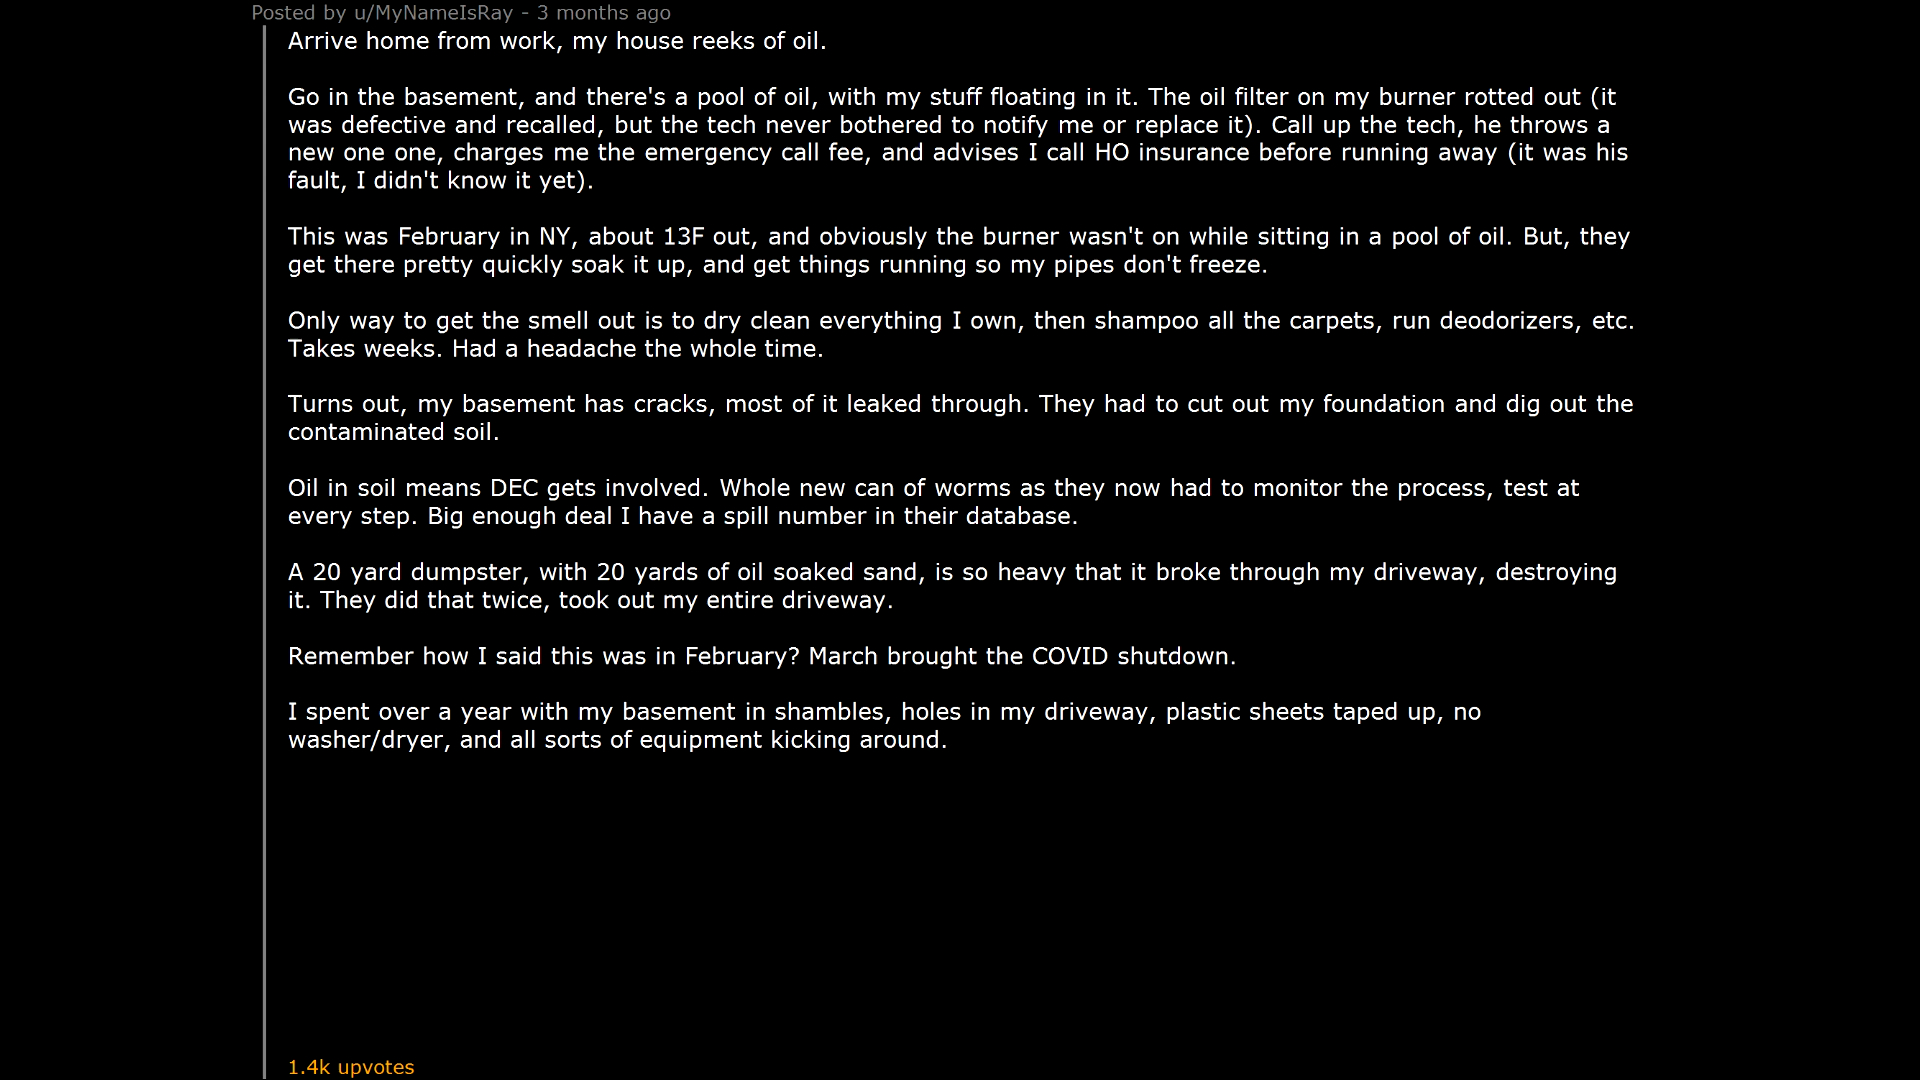 Posted by u/MyNameIsRay - 3 months ago
Arrive home from work, my house reeks of oil.
Go in the basement, and there's a pool of oil, with my stuff floating in it. The oil filter on my burner rotted out (it
was defective and recalled, but the tech never bothered to notify me or replace it). Call up the tech, he throws a
new one one, charges me the emergency call fee, and advises I call HO insurance before running away (it was his
fault, I didn't know it yet).
This was February in NY, about 13F out, and obviously the burner wasn't on while sitting in a pool of oil. But, they
get there pretty quickly soak it up, and get things running so my pipes don't freeze.
Only way to get the smell out is to dry clean everything I own, then shampoo all the carpets, run deodorizers, etc.
Takes weeks. Had a headache the whole time.
Turns out, my basement has cracks, most of it leaked through. They had to cut out my foundation and dig out the
contaminated soil.
Oil in soil means DEC gets involved. Whole new can of worms as they now had to monitor the process, test at
every step. Big enough deal I have a spill number in their database.
A 20 yard dumpster, with 20 yards of oil soaked sand, is so heavy that it broke through my driveway, destroying
it. They did that twice, took out my entire driveway.
Remember how I said this was in February? March brought the COVID shutdown.
I spent over a year with my basement in shambles, holes in my driveway, plastic sheets taped up, no
washer/dryer, and all sorts of equipment kicking around.
1.4k upvotes